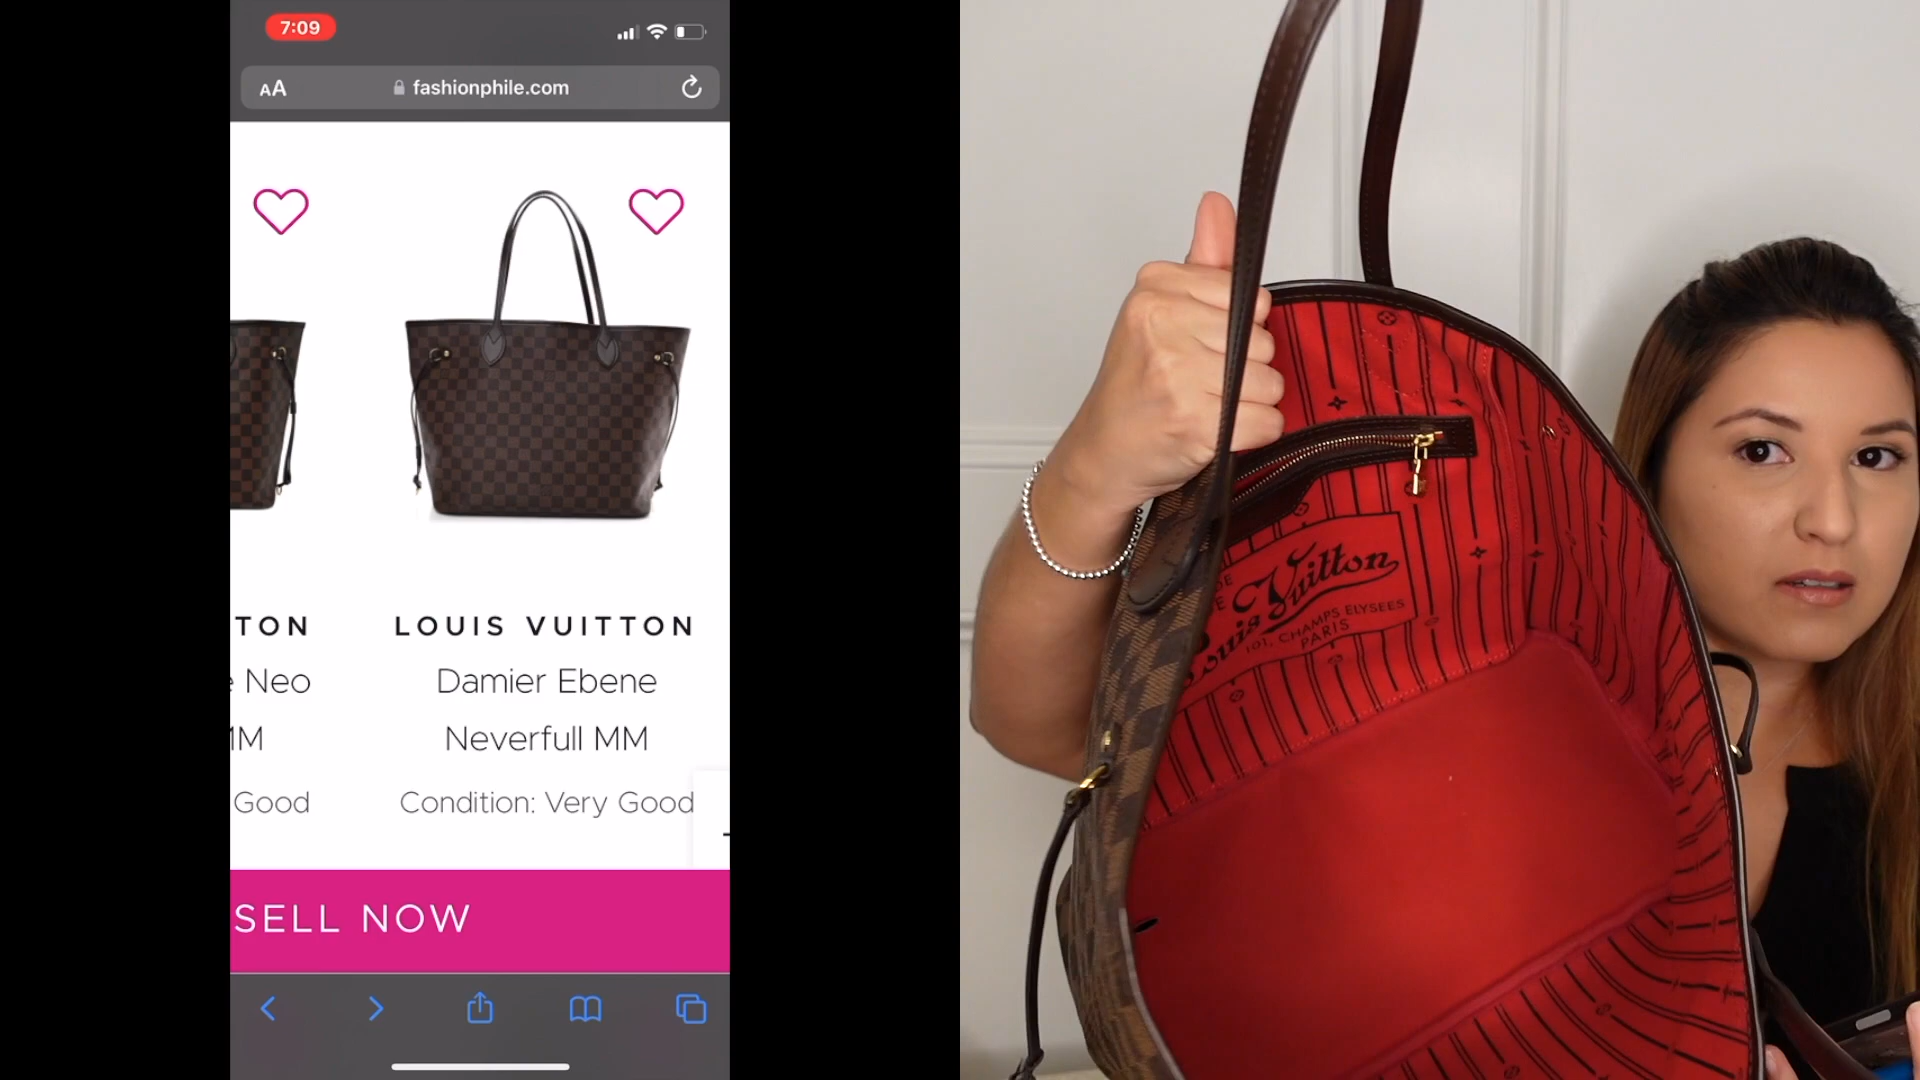 7:09
AA
fashionphile.com
TON
LOUIS VUITTON
Neo
Damier Ebene
Neverfull MM
Good
Condition: Very Good
SELL NOW
Louis Vuitton
101, CHAMPS ELYSEES
PARIS